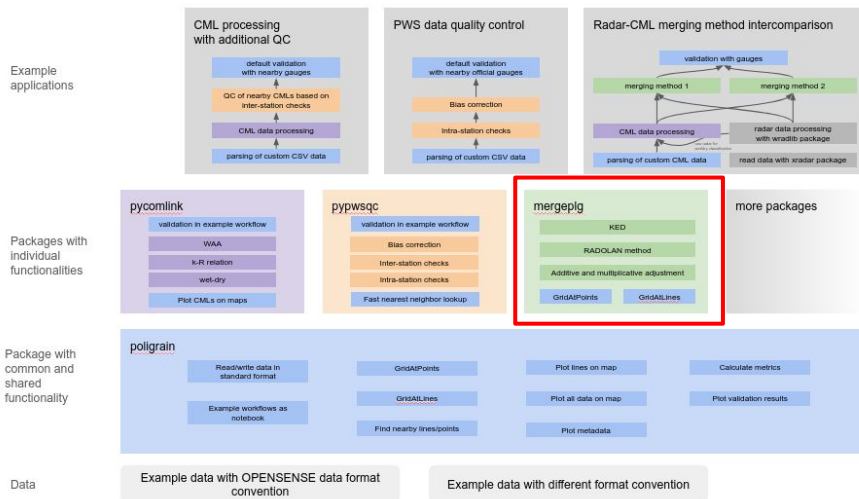 Example
applications
CML processing
with additional QC
default validation
with nearby gauges
QC of nearby CMLs based on
inter-station checks
CML data processing
parsing of custom CSV data
PWS data quality control
default validation
with nearby official gauges
Bias correction
Intra-station checks
parsing of custom CSV data
Radar-CML merging method intercomparison
validation with gauges
merging method 1
merging method 2
CML data processing
radar data processing
with wradlib package
parsing of custom CML data
read data with xradar package
Packages with
individual
functionalities
pycomlink
validation in example workflow
WAA
k-R relation
wet-dry
Plot CMLs on maps
pypwsqc
validation in example workflow
Bias correction
Inter-station checks
Intra-station checks
Fast nearest neighbor lookup
mergeplg
KED
RADOLAN method
Additive and multiplicative adjustment
GridAtPoints
GridAtLines
more packages
Package with
common and
shared
functionality
poligrain
Read/write data in
standard format
Example workflows as
notebook
GridAtPoints
GridAtLines
Find nearby lines/points
Plot lines on map
Plot all data on map
Plot metadata
Calculate metrics
Plot validation results
Data
Example data with OPENSENSE data format
convention
Example data with different format convention